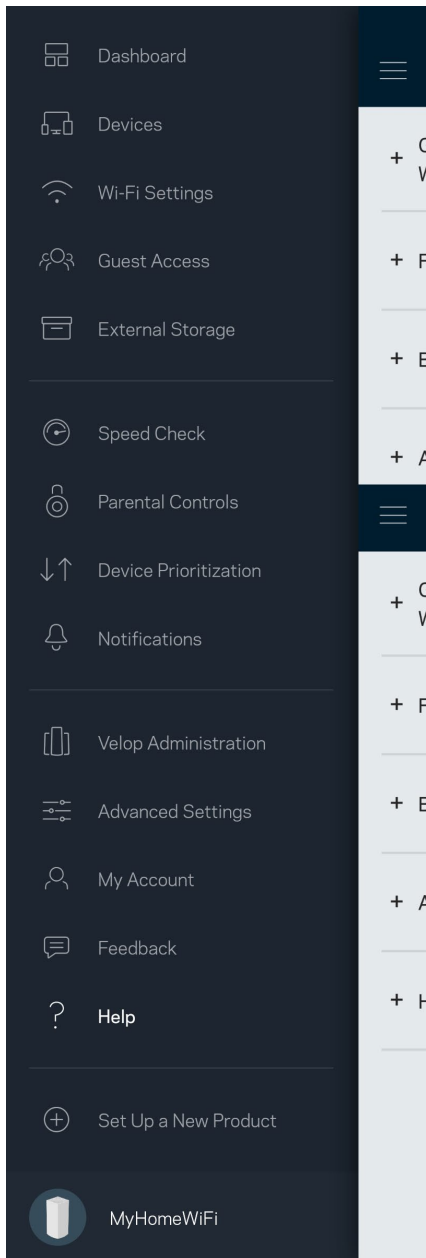 Dashboard
Devices
Wi-Fi Settings
Guest Access
External Storage
Speed Check
Parental Controls
Device Prioritization
Notifications
Velop Administration
Advanced Settings
My Account
Feedback
? Help
Set Up a New Product
MyHomeWiFi